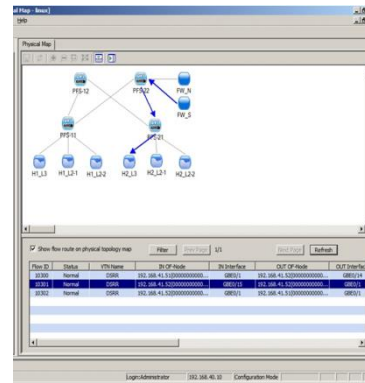 al Map - linux]
Help
Physical Map
PFS-12
PFS-22
FW_N
FW_S
PFS-11
PFS-21
H1_L3
H1_L2-1
H1_L2-2
H2_L3
H2_L2-1
H2_L2-2
Show flow route on physical topology map
Filter
Prev Page
1/1
Next Page
Refresh
Flow ID Status VTN Name IN OF-Node IN Interface OUT OF-Node OUT Interfac
10300 Normal DSRR 192.168.41.51[00000000000... GBE0/1 192.168.41.52[00000000000... GBE0/14
10301 Normal DSRR 192.168.41.52[00000000000... GBE0/15 192.168.41.52[00000000000... GBE0/1
10302 Normal DSRR 192.168.41.52[00000000000... GBE0/1 192.168.41.51[00000000000... GBE0/1
Login:Administrator 192.168.40.10 Configuration Mode